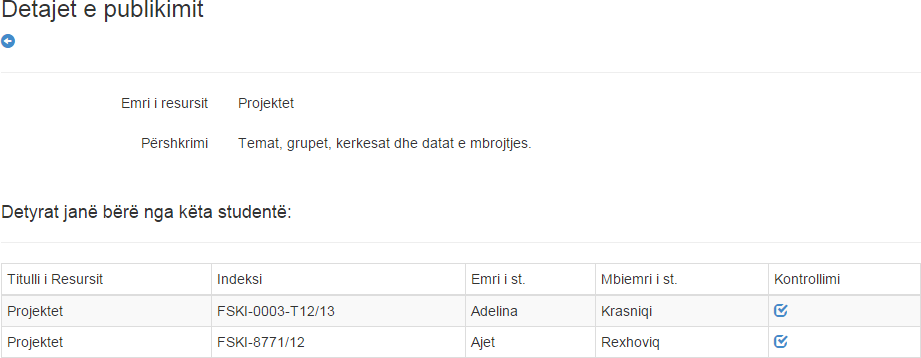 Detajet e publikimit
Emri i resursit Projektet
Përshkrimi Temat, grupet, kerkesat dhe datat e mbrojtjes.
Detyrat janë bërë nga këta studentë:
Titulli i Resursit Indeksi Emri i st. Mbiemri i st. Kontrollimi
Projektet FSKI-0003-T12/13 Adelina Krasniqi
Projektet FSKI-8771/12 Ajet Rexhoviq